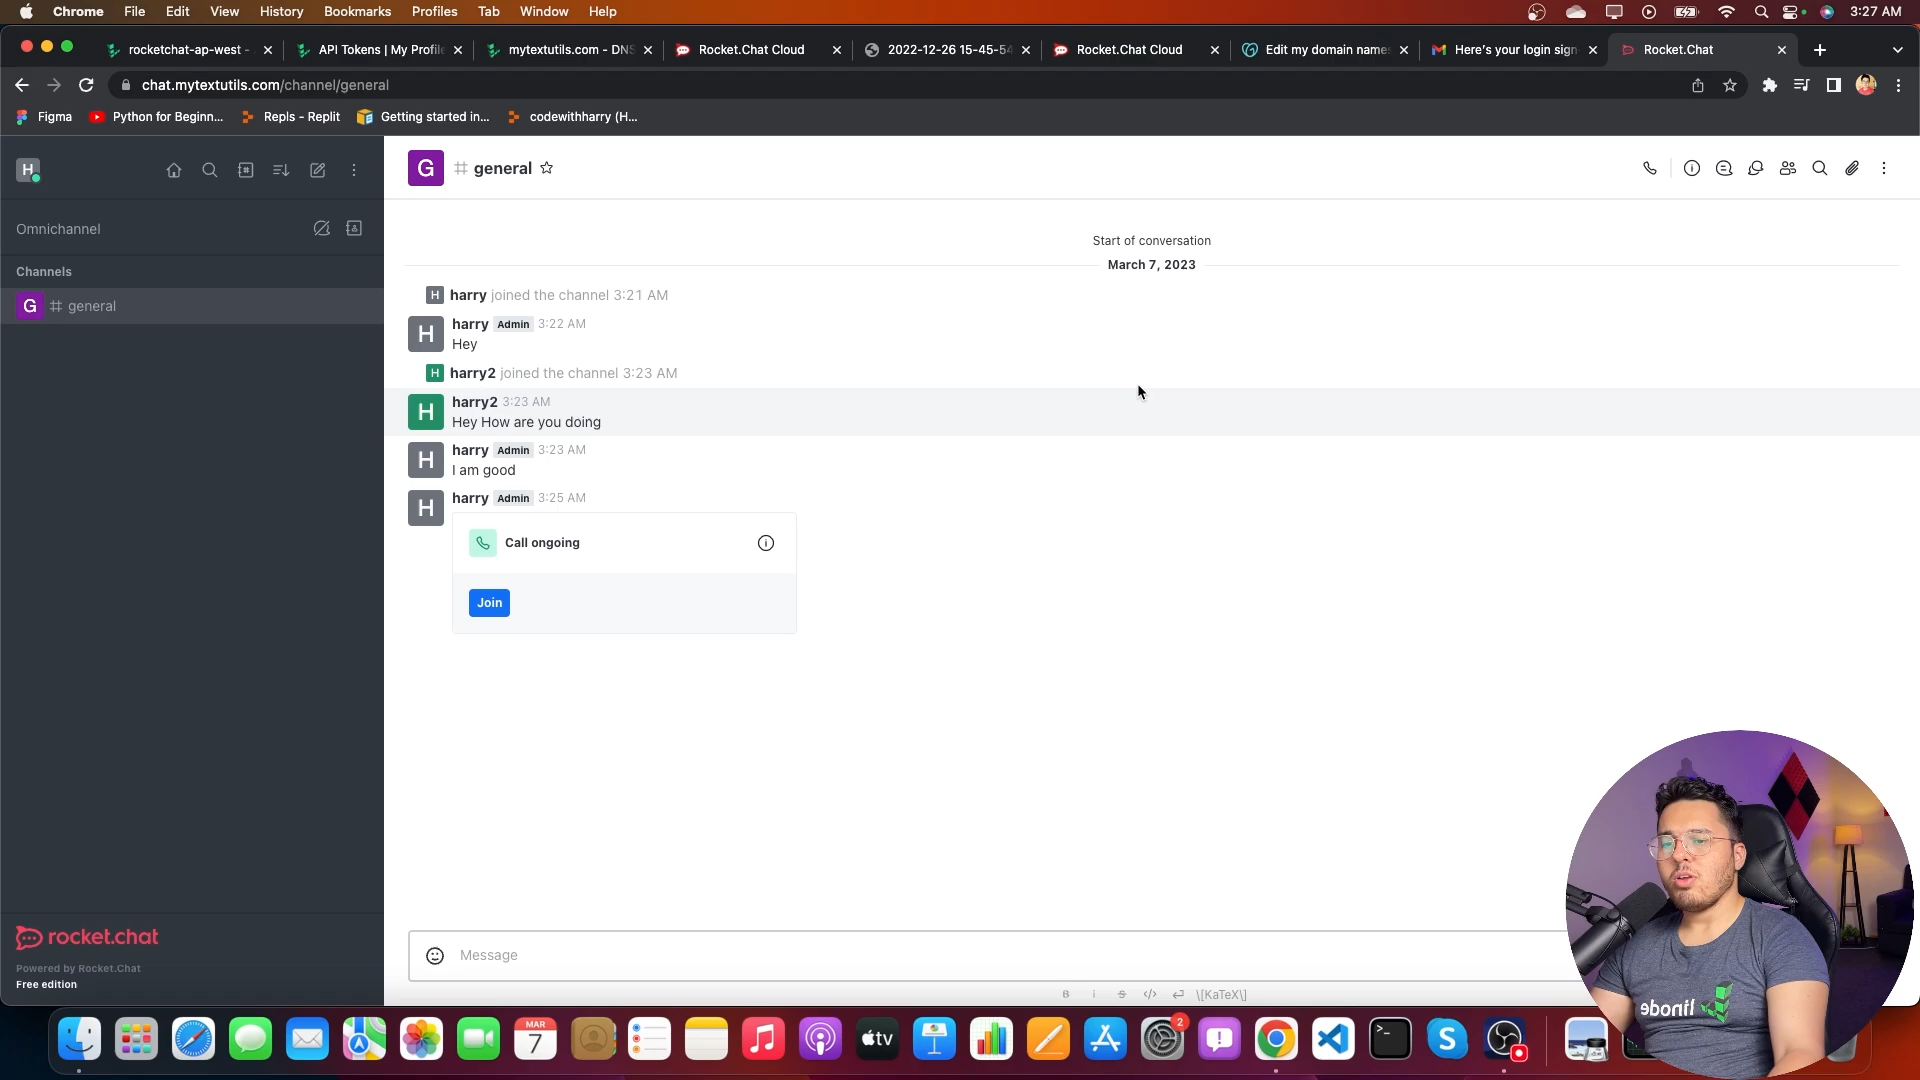 Chrome File Edit View History Bookmarks Profiles Tab Window Help 3:27 AM
rocketchat-ap-west - API Tokens | My Profile mytextutils.com - DNS Rocket.Chat Cloud 2022-12-26 15-45-54 Rocket.Chat Cloud Edit my domain names Here's your login sign Rocket.Chat
chat.mytextutils.com/channel/general
Figma Python for Beginn... Repls - Replit Getting started in... codewithharry (H...
H G # general
Omnichannel
Channels
G # general
Start of conversation
March 7, 2023
H harry joined the channel 3:21 AM
H harry Admin 3:22 AM
Hey
H harry2 joined the channel 3:23 AM
H harry2 3:23 AM
Hey How are you doing
H harry Admin 3:23 AM
I am good
H harry Admin 3:25 AM
Call ongoing
Join
rocket.chat
Powered by Rocket.Chat
Free edition
Message
B i S </> \[KaTeX\]
linode
MAR
7
tv
2